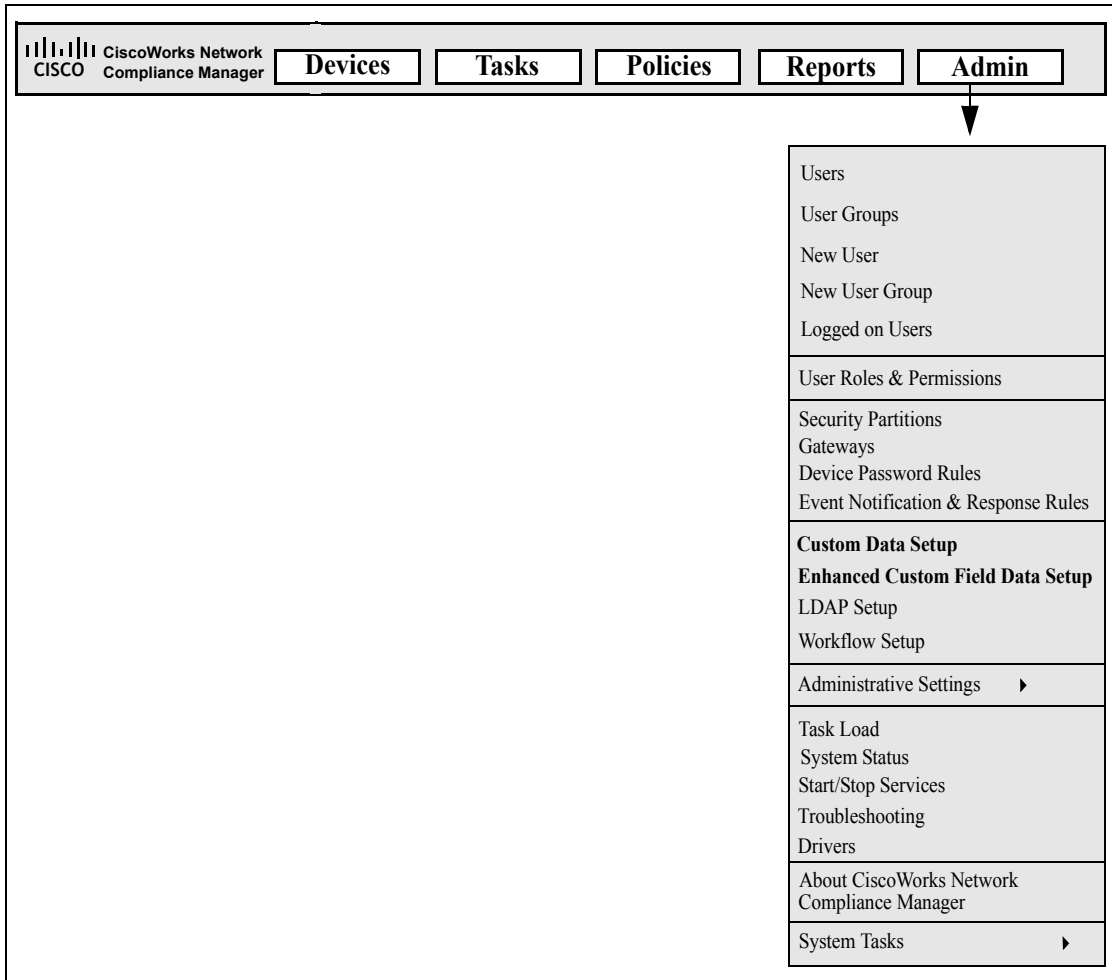 CISCO
CiscoWorks Network
Compliance Manager
Devices
Tasks
Policies
Reports
Admin
Users
User Groups
New User
New User Group
Logged on Users
User Roles & Permissions
Security Partitions
Gateways
Device Password Rules
Event Notification & Response Rules
Custom Data Setup
Enhanced Custom Field Data Setup
LDAP Setup
Workflow Setup
Administrative Settings
Task Load
System Status
Start/Stop Services
Troubleshooting
Drivers
About CiscoWorks Network
Compliance Manager
System Tasks